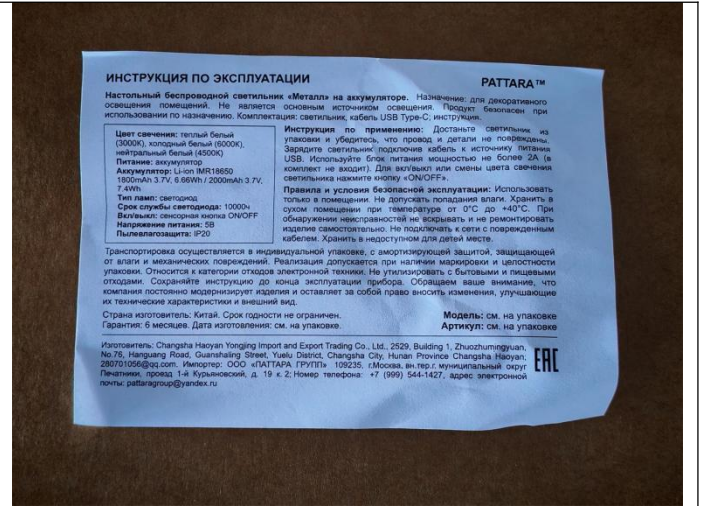 ИНСТРУКЦИЯ ПО ЭКСПЛУАТАЦИИ
PATTARA™
Настольный беспроводной светильник «Металл» на аккумуляторе. Назначение: для декоративного
освещения помещений. Не является основным источником освещения. Продукт безопасен при
использовании по назначению. Комплектация: светильник, кабель USB Type-C; инструкция.
Цвет свечения: теплый белый
(3000K), холодный белый (6000K),
нейтральный белый (4500K)
Питание: аккумулятор
Аккумулятор: Li-ion IMR18650
1800mAh 3.7V, 6.66Wh / 2000mAh 3.7V,
7.4Wh
Тип ламп: светодиод
Срок службы светодиода: 10000ч
Вкл/выкл: сенсорная кнопка ON/OFF
Напряжение питания: 5В
Пылевлагозащита: IP20
Инструкция по применению: Достаньте светильник из
упаковки и убедитесь, что провод и детали не повреждены.
Зарядите светильник подключив кабель к источнику питания
USB. Используйте блок питания мощностью не более 2А (в
комплект не входит). Для вкл/выкл или смены цвета свечения
светильника нажмите кнопку «ON/OFF».
Правила и условия безопасной эксплуатации: Использовать
только в помещении. Не допускать попадания влаги. Хранить в
сухом помещении при температуре от 0°C до +40°C. При
обнаружении неисправностей не вскрывать и не ремонтировать
изделие самостоятельно. Не подключать к сети с поврежденным
кабелем. Хранить в недоступном для детей месте.
Транспортировка осуществляется в индивидуальной упаковке, с амортизирующей защитой, защищающей
от влаги и механических повреждений. Реализация допускается при наличии маркировки и целостности
упаковки. Относится к категории отходов электронной техники. Не утилизировать с бытовыми и пищевыми
отходами. Сохраняйте инструкцию до конца эксплуатации прибора. Обращаем ваше внимание, что
компания постоянно модернизирует изделия и оставляет за собой право вносить изменения, улучшающие
их технические характеристики и внешний вид.
Страна изготовитель: Китай. Срок годности не ограничен.
Гарантия: 6 месяцев. Дата изготовления: см. на упаковке.
Модель: см. на упаковке
Артикул: см. на упаковке
Изготовитель: Changsha Haoyan Yongjing Import and Export Trading Co., Ltd., 2529, Building 1, Zhuozhumingyuan,
No.76, Hanguang Road, Guanshaling Street, Yuelu District, Changsha City, Hunan Province Changsha Haoyan,
280701056@qq.com. Импортер: ООО «ПАТТАРА ГРУПП» 109235, г.Москва, вн.тер.г. муниципальный округ
Печатники, проезд 1-й Курьяновский, д. 19 к. 2; Номер телефона: +7 (999) 544-1427, адрес электронной
почты: pattaragroup@yandex.ru
EAC